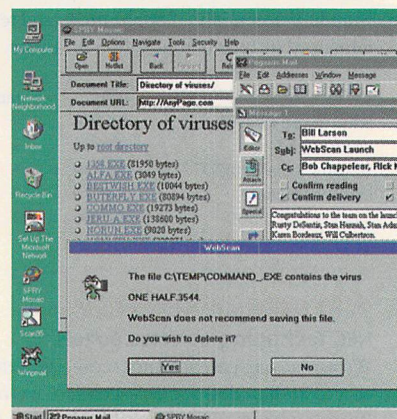 My Computer
Network Neighborhood
Inbox
Recycle Bin
Set Up The Microsoft Network
SPRY Mosaic
Scan95
Winpmail
SPRY Mosaic
File Edit Options Navigate Tools Security Help
Open Hotlist Back
Document Title: Directory of viruses/
Document URL: http://AnyPage.com
Directory of viruses
Up to root directory
1356.EXE (81950 bytes)
ALFA.EXE (3049 bytes)
BESTWISH.EXE (10044 bytes)
BUTERFLY.EXE (80894 bytes)
COMMO.EXE (19273 bytes)
JERU-A.EXE (138600 bytes)
NORUN.EXE (9020 bytes)
Pegasus Mail
File Edit Addresses Window Message
Message 1
Editor
Attach
Special
To: Bill Larson
Subj: WebScan Launch
Cc: Bob Chappelear, Rick
Confirm reading
Confirm delivery
Congratulations to the team on the launch
Rusty DeSantis, Stan Hannah, Stan Adams
Karen Bordeaux, Will Culbertson.
WebScan
The file C:\TEMP\COMMAND_.EXE contains the virus
ONE HALF.3544.
WebScan does not recommend saving this file.
Do you wish to delete it?
Yes No
Start Pegasus Mail SPRY Mosaic